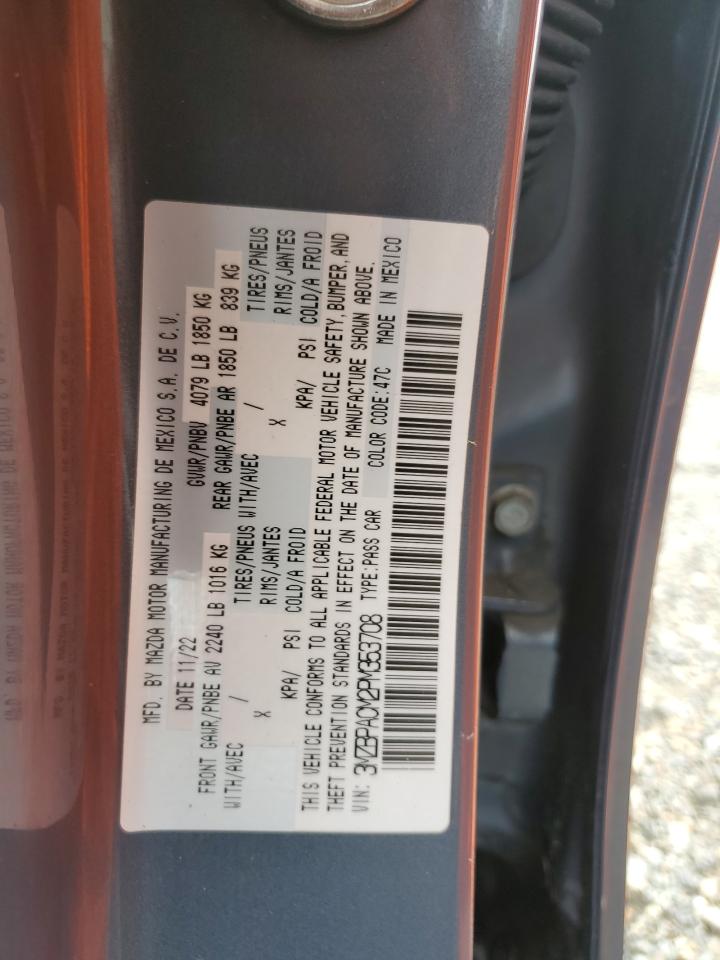 MFD. BY MAZDA MOTOR MANUFACTURING DE MEXICO S.A. DE C.V.
DATE 11/22 GVWR/PNBV 4079 LB 1850 KG
FRONT GAWR/PNBE AV 2240 LB 1016 KG REAR GAWR/PNBE AR 1850 LB 839 KG
WITH/AVEC / TIRES/PNEUS WITH/AVEC / TIRES/PNEUS
X RIMS/JANTES X RIMS/JANTES
KPA/ PSI COLD/A FROID KPA/ PSI COLD/A FROID
THIS VEHICLE CONFORMS TO ALL APPLICABLE FEDERAL MOTOR VEHICLE SAFETY, BUMPER, AND
THEFT PREVENTION STANDARDS IN EFFECT ON THE DATE OF MANUFACTURE SHOWN ABOVE.
VIN: 3MZBPACM2PM353708 TYPE:PASS CAR COLOR CODE:47C MADE IN MEXICO